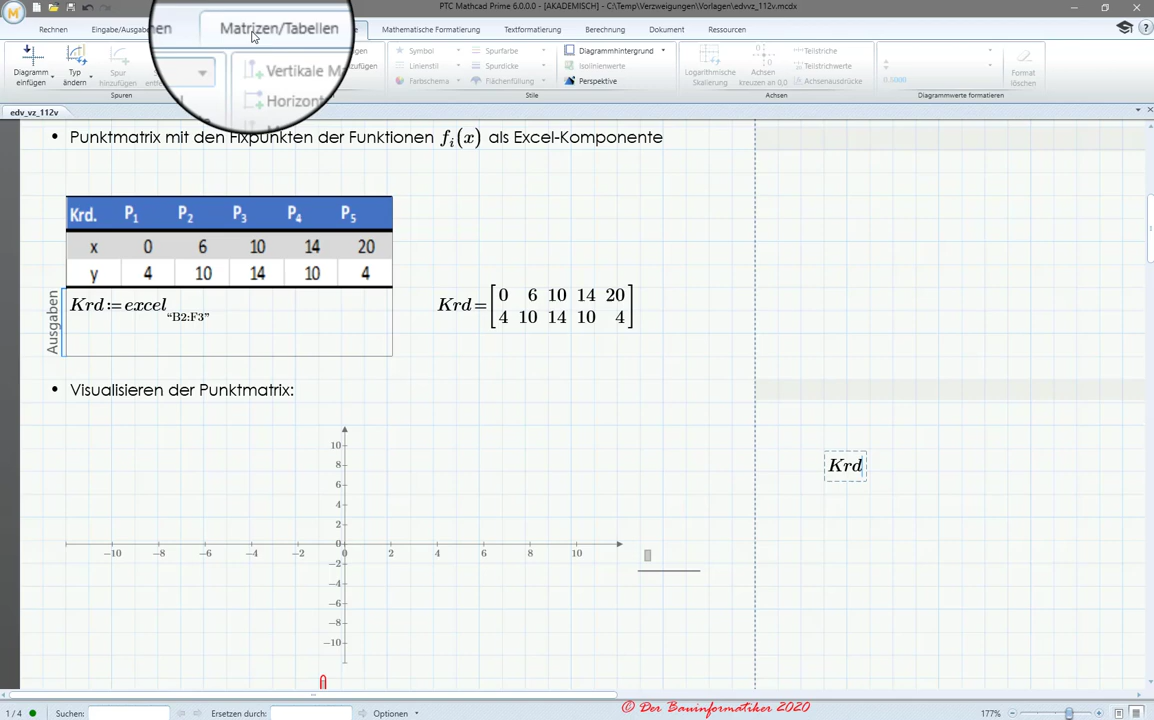 PTC Mathcad Prime 6.0.0.0 - [AKADEMISCH] C:\Temp\Verzweigungen\Vorlagen\edvvz_112v.mcdx
Rechnen Eingabe/Ausgaben Matrizen/Tabellen Mathematische Formatierung Textformatierung Berechnung Dokument Ressourcen
Diagramm einfügen
Typ ändern
Spur hinzufügen
Spuren
Vertikale
Horizont
Symbol
Linienstil
Farbschema
Spurfarbe
Spurdicke
Flächenfüllung
Diagrammhintergrund
Isolinienwerte
Perspektive
Stile
Logarithmische Skalierung
Achsen auswählen
Teilstriche
Teilstrichwerte
Achsenausdrücke
Achsen
Diagrammwerte formatieren
Format löschen
edv_vz_112v
• Punktmatrix mit den Fixpunkten der Funktionen f_i(x) als Excel-Komponente
Krd. P1 P2 P3 P4 P5
x 0 6 10 14 20
y 4 10 14 10 4
Ausgaben
Krd := excel "B2:F3"
Krd = [0 6 10 14 20
4 10 14 10 4]
• Visualisieren der Punktmatrix:
10
8
6
4
2
0
−2
−4
−6
−8
−10
−10 −8 −6 −4 −2 0 2 4 6 8 10
Krd
1 / 4 Suchen: Ersetzen durch: Optionen
© Der Bauinformatiker 2020
177%